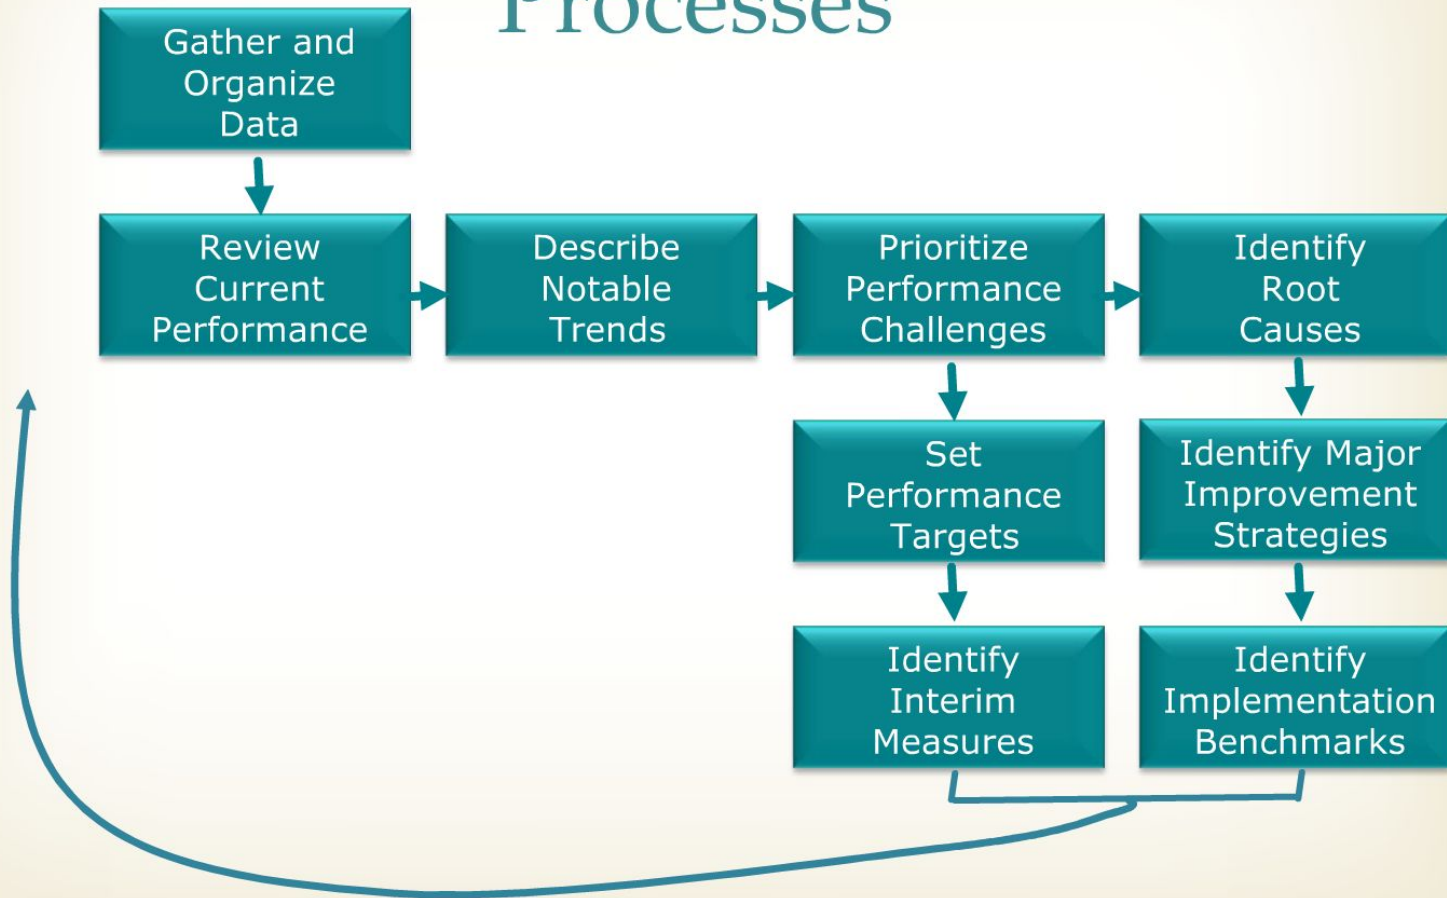 Processes
Gather and
Organize
Data
Review
Current
Performance
Describe
Notable
Trends
Prioritize
Performance
Challenges
Identify
Root
Causes
Set
Performance
Targets
Identify Major
Improvement
Strategies
Identify
Interim
Measures
Identify
Implementation
Benchmarks